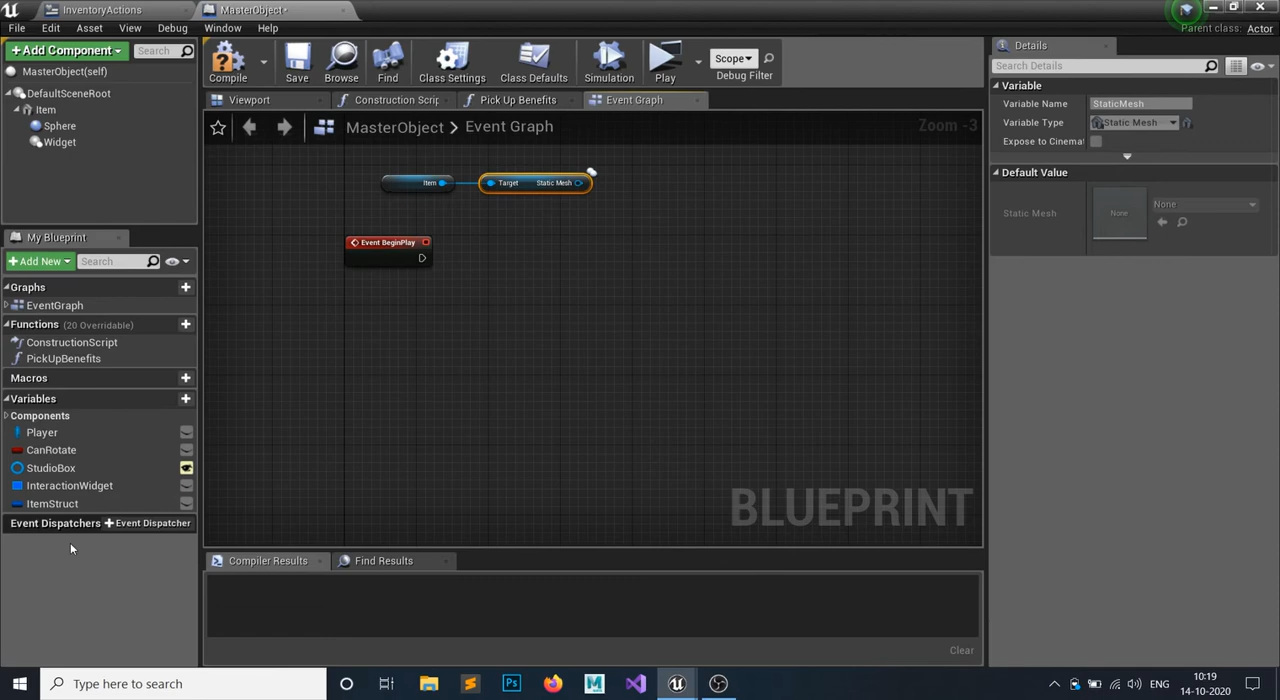 InventoryActions
MasterObject*
File Edit Asset View Debug Window Help
Parent class: Actor
+Add Component
Search
MasterObject(self)
DefaultSceneRoot
Item
Sphere
Widget
Compile
Save
Browse
Find
Class Settings
Class Defaults
Simulation
Play
Scope
Debug Filter
Viewport
Construction Scrip
Pick Up Benefits
Event Graph
MasterObject > Event Graph
Zoom -3
Item
Target Static Mesh
Event BeginPlay
BLUEPRINT
My Blueprint
+Add New
Search
Graphs
EventGraph
Functions (20 Overridable)
ConstructionScript
PickUpBenefits
Macros
Variables
Components
Player
CanRotate
StudioBox
InteractionWidget
ItemStruct
Event Dispatchers +Event Dispatcher
Compiler Results
Find Results
Clear
Details
Search Details
Variable
Variable Name StaticMesh
Variable Type Static Mesh
Expose to Cinema
Default Value
Static Mesh None None
Type here to search
ENG
10:19
14-10-2020